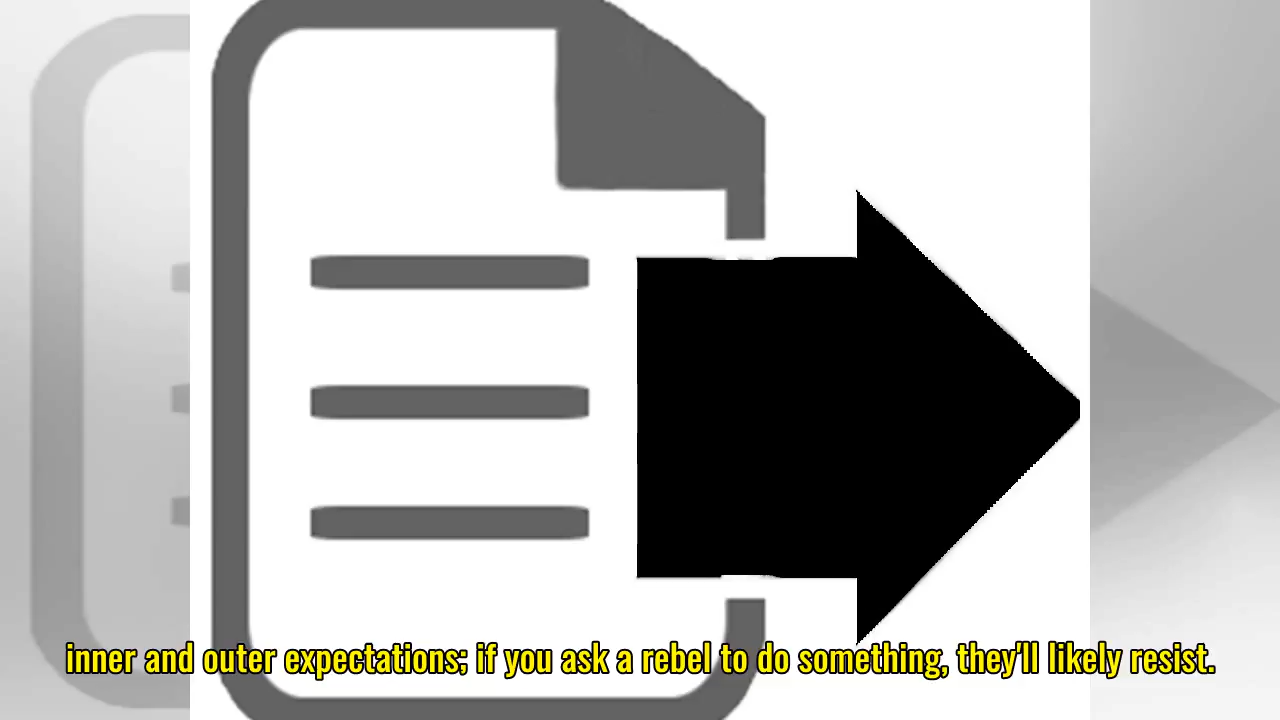 inner and outer expectations; if you ask a rebel to do something, they'll likely resist.